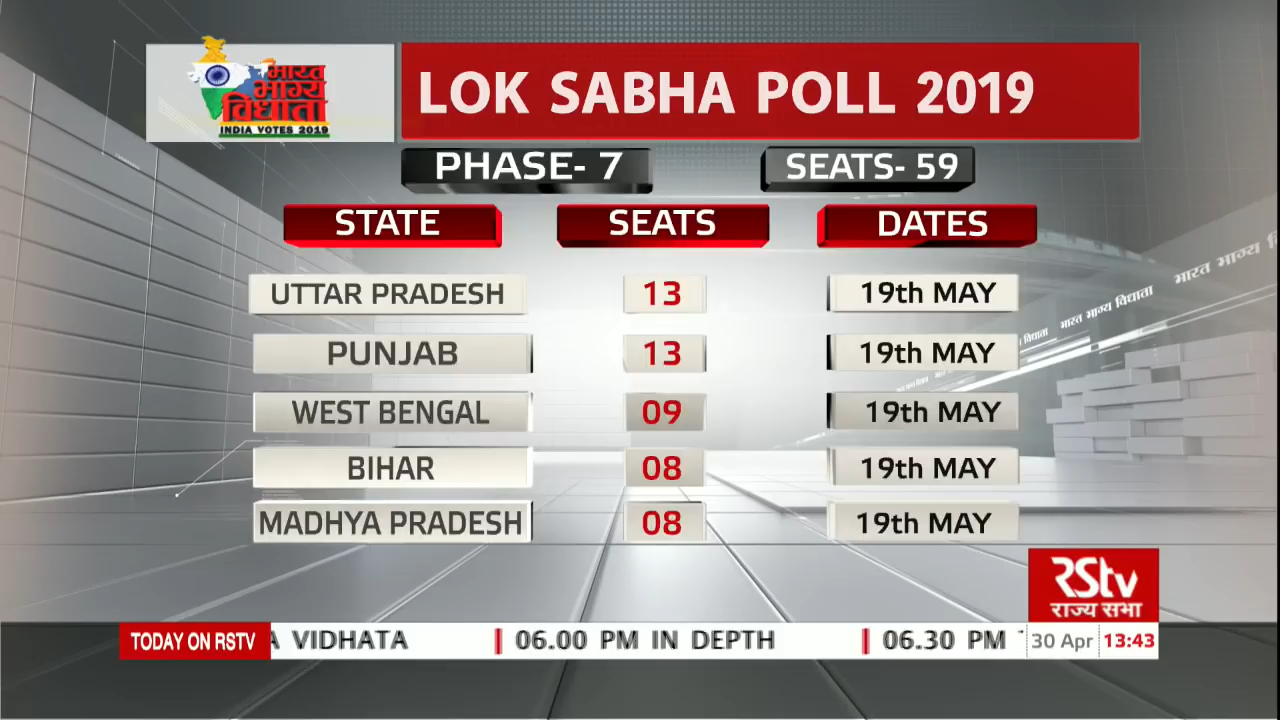 भारत
भाग्य
विधाता
INDIA VOTES 2019
LOK SABHA POLL 2019
PHASE- 7 SEATS- 59
STATE SEATS DATES
UTTAR PRADESH 13 19th MAY
PUNJAB 13 19th MAY
WEST BENGAL 09 19th MAY
BIHAR 08 19th MAY
MADHYA PRADESH 08 19th MAY
भारत भाग्य वि
भारत भाग्य विधाता
विधाता
RStv
राज्य सभा
TODAY ON RSTV A VIDHATA 06.00 PM IN DEPTH 06.30 PM 30 Apr 13:43